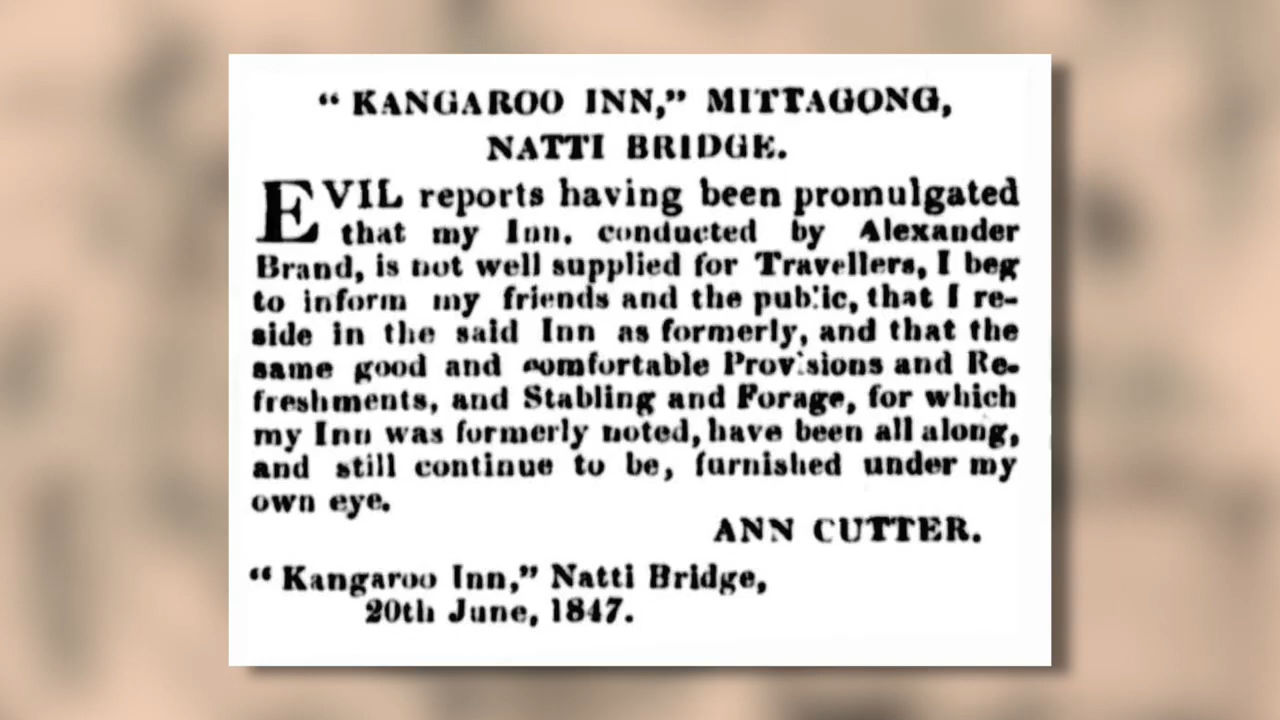 “ KANGAROO INN,” MITTAGONG,
NATTI BRIDGE.
EVIL reports having been promulgated
that my Inn, conducted by Alexander
Brand, is not well supplied for Travellers, I beg
to inform my friends and the public, that I re-
side in the said Inn as formerly, and that the
same good and comfortable Provisions and Re-
freshments, and Stabling and Forage, for which
my Inn was formerly noted, have been all along,
and still continue to be, furnished under my
own eye.
ANN CUTTER.
“ Kangaroo Inn,” Natti Bridge,
20th June, 1847.